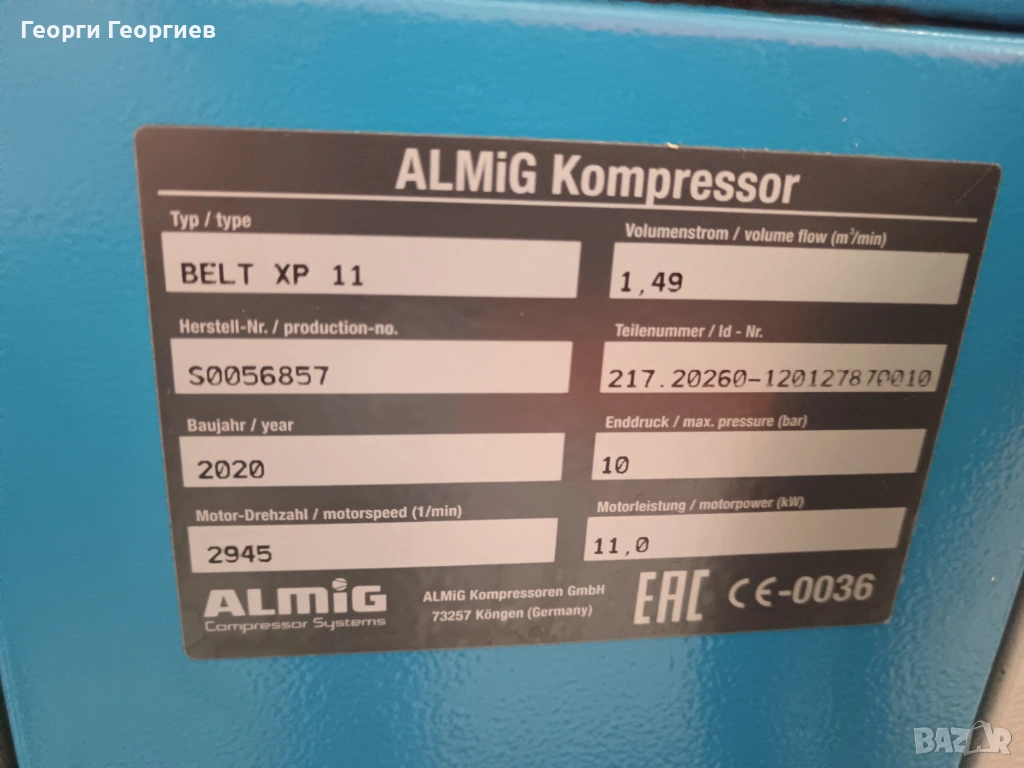 Георги Георгиев
ALMiG Kompressor
Typ / type
BELT XP 11
Volumenstrom / volume flow (m³/min)
1,49
Herstell-Nr. / production-no.
S0056857
Teilenummer / Id - Nr.
217.20260-120127870010
Baujahr / year
2020
Enddruck / max. pressure (bar)
10
Motor-Drehzahl / motorspeed (1/min)
2945
Motorleistung / motorpower (kW)
11,0
ALMiG
Compressor Systems
ALMiG Kompressoren GmbH
73257 Köngen (Germany)
EAC CE-0036
BAZAR